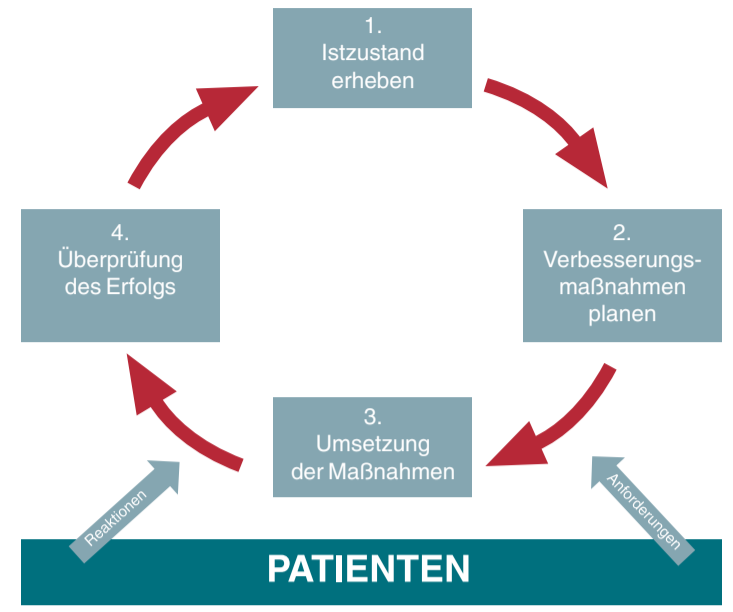 1.
Istzustand
erheben
2.
Verbesserungs-
maßnahmen
planen
3.
Umsetzung
der Maßnahmen
4.
Überprüfung
des Erfolgs
Reaktionen
Anforderungen
PATIENTEN